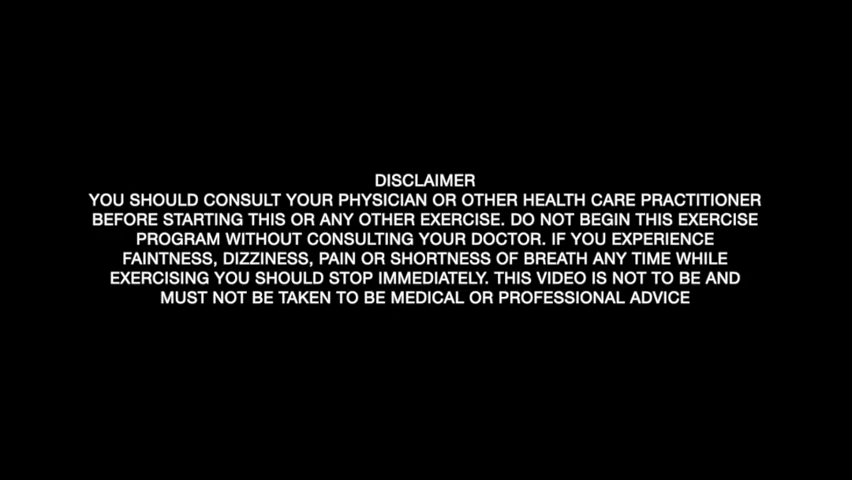 DISCLAIMER
YOU SHOULD CONSULT YOUR PHYSICIAN OR OTHER HEALTH CARE PRACTITIONER
BEFORE STARTING THIS OR ANY OTHER EXERCISE. DO NOT BEGIN THIS EXERCISE
PROGRAM WITHOUT CONSULTING YOUR DOCTOR. IF YOU EXPERIENCE
FAINTNESS, DIZZINESS, PAIN OR SHORTNESS OF BREATH ANY TIME WHILE
EXERCISING YOU SHOULD STOP IMMEDIATELY. THIS VIDEO IS NOT TO BE AND
MUST NOT BE TAKEN TO BE MEDICAL OR PROFESSIONAL ADVICE